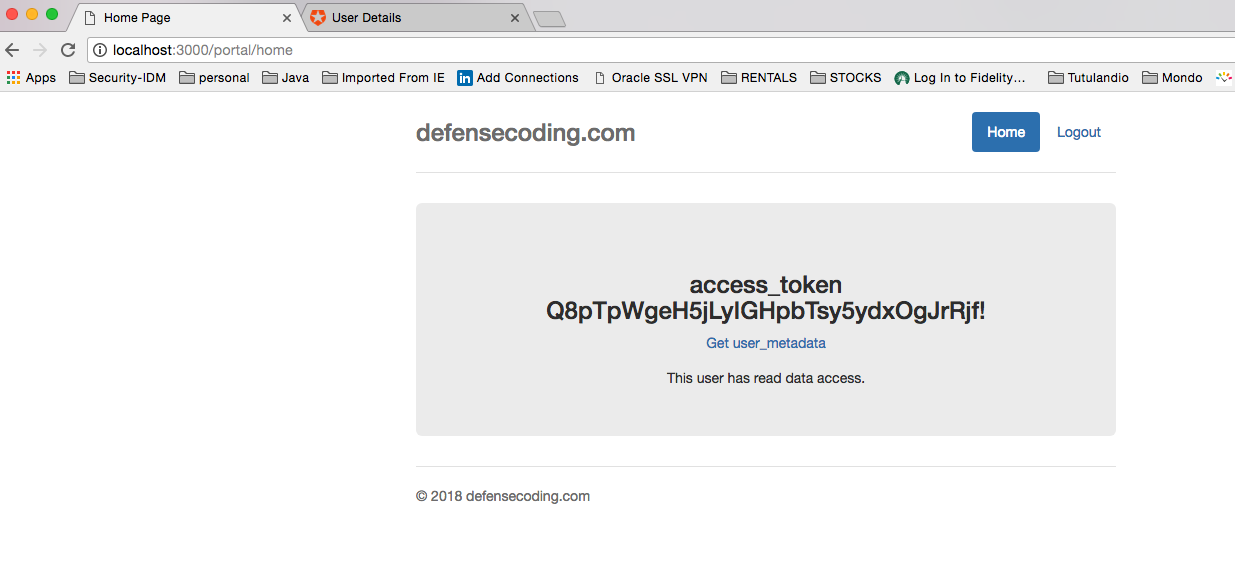 Home Page
User Details
localhost:3000/portal/home
Apps Security-IDM personal Java Imported From IE Add Connections Oracle SSL VPN RENTALS STOCKS Log In to Fidelity… Tutulandio Mondo
defensecoding.com
Home Logout
access_token
Q8pTpWgeH5jLyIGHpbTsy5ydxOgJrRjf!
Get user_metadata
This user has read data access.
© 2018 defensecoding.com